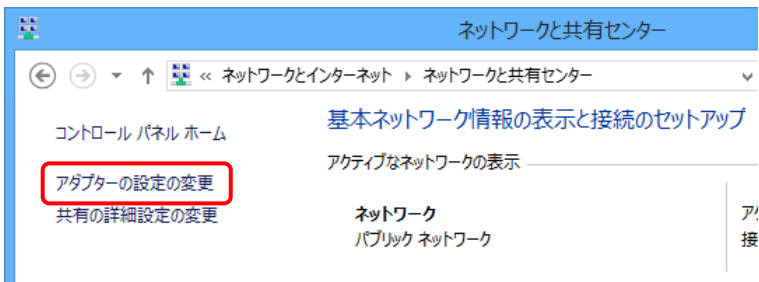 ネットワークと共有センター
« ネットワークとインターネット ▸ ネットワークと共有センター
コントロール パネル ホーム
アダプターの設定の変更
共有の詳細設定の変更
基本ネットワーク情報の表示と接続のセットアップ
アクティブなネットワークの表示
ネットワーク
パブリック ネットワーク
アク
接